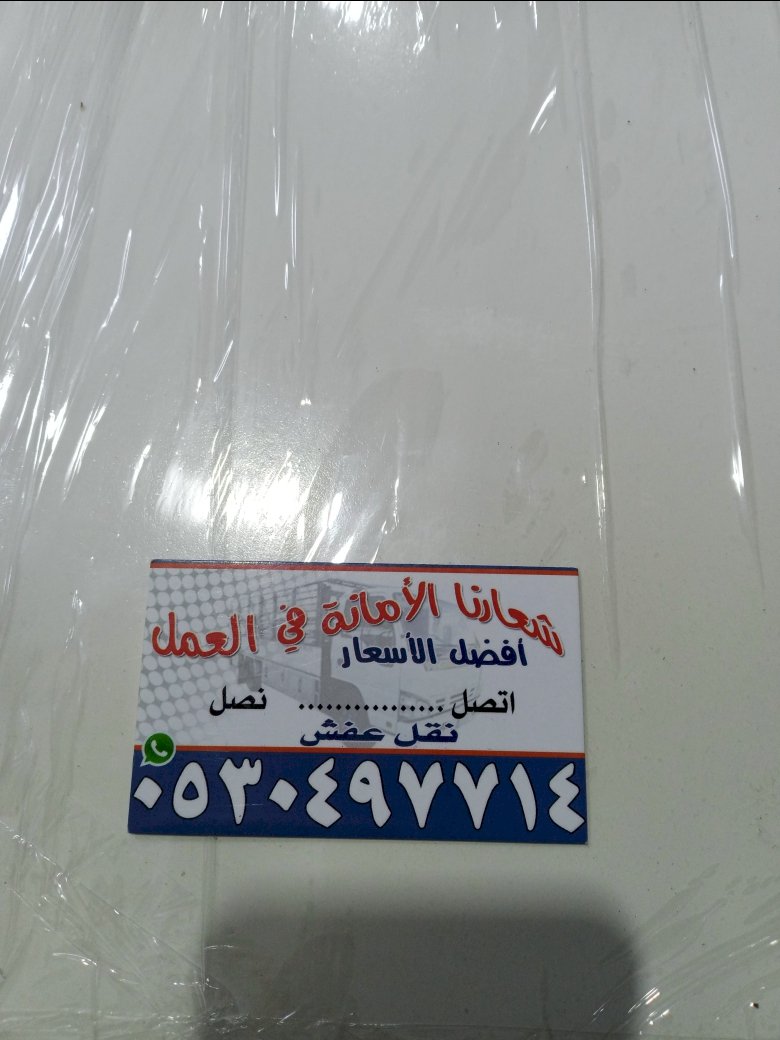 شعارنا الأمانة في العمل
أفضل الأسعار
اتصل ................ نصل
نقل عفش
٠٥٣٠٤٩٧٧١٤